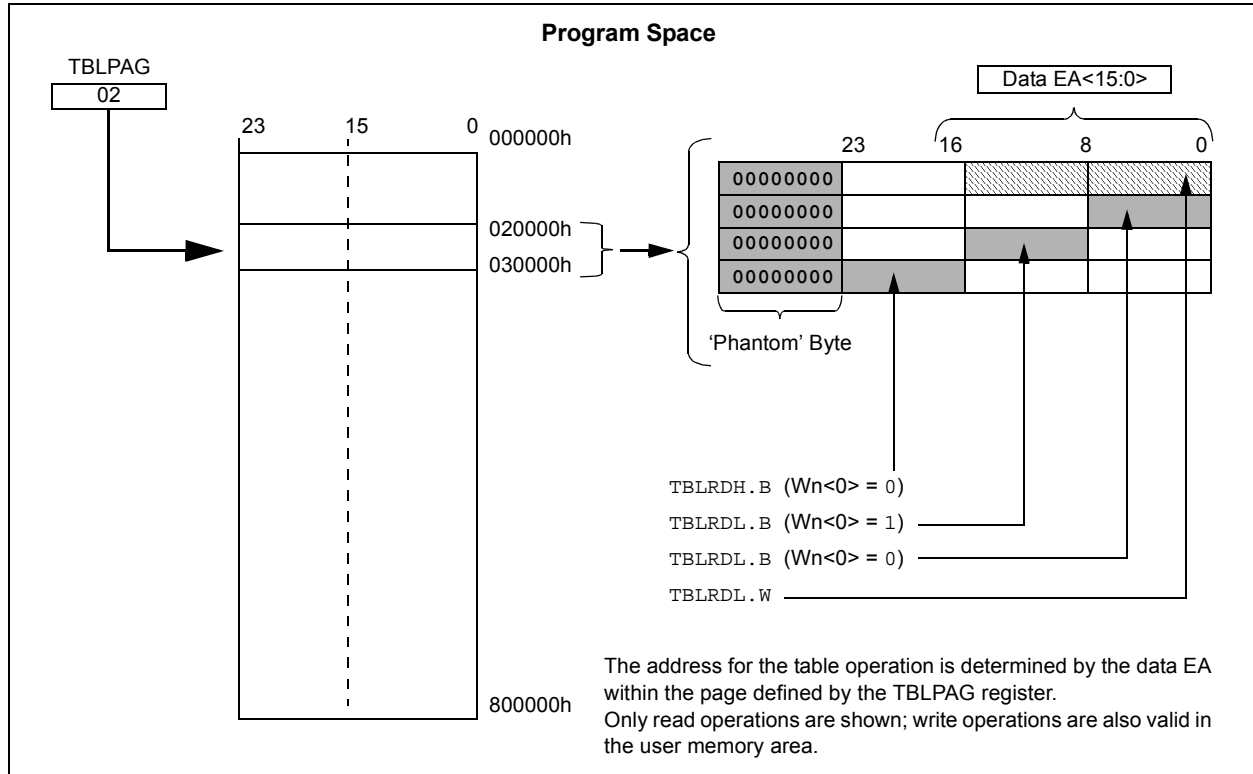 Program Space
TBLPAG
02
23 15 0
000000h
020000h
030000h
800000h
Data EA<15:0>
23 16 8 0
00000000
00000000
00000000
00000000
‘Phantom’ Byte
TBLRDH.B (Wn<0> = 0)
TBLRDL.B (Wn<0> = 1)
TBLRDL.B (Wn<0> = 0)
TBLRDL.W
The address for the table operation is determined by the data EA
within the page defined by the TBLPAG register.
Only read operations are shown; write operations are also valid in
the user memory area.